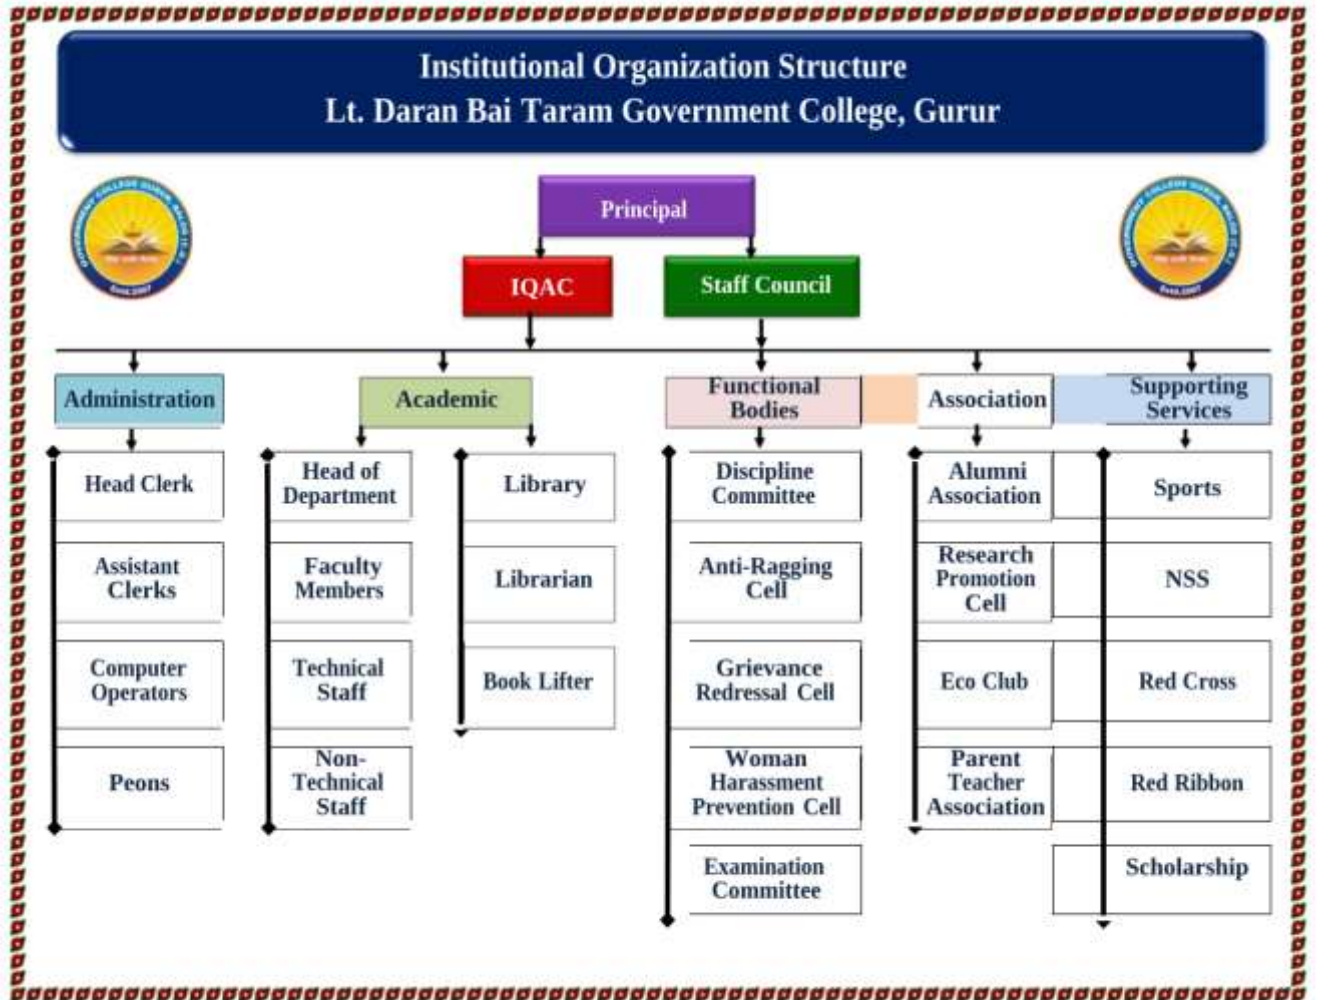 Institutional Organization Structure
Lt. Daran Bai Taram Government College, Gurur
Principal
IQAC
Staff Council
Administration
Academic
Functional
Bodies
Association
Supporting
Services
Head Clerk
Assistant
Clerks
Computer
Operators
Peons
Head of
Department
Faculty
Members
Technical
Staff
Non-
Technical
Staff
Library
Librarian
Book Lifter
Discipline
Committee
Anti-Ragging
Cell
Grievance
Redressal Cell
Woman
Harassment
Prevention Cell
Examination
Committee
Alumni
Association
Research
Promotion
Cell
Eco Club
Parent
Teacher
Association
Sports
NSS
Red Cross
Red Ribbon
Scholarship